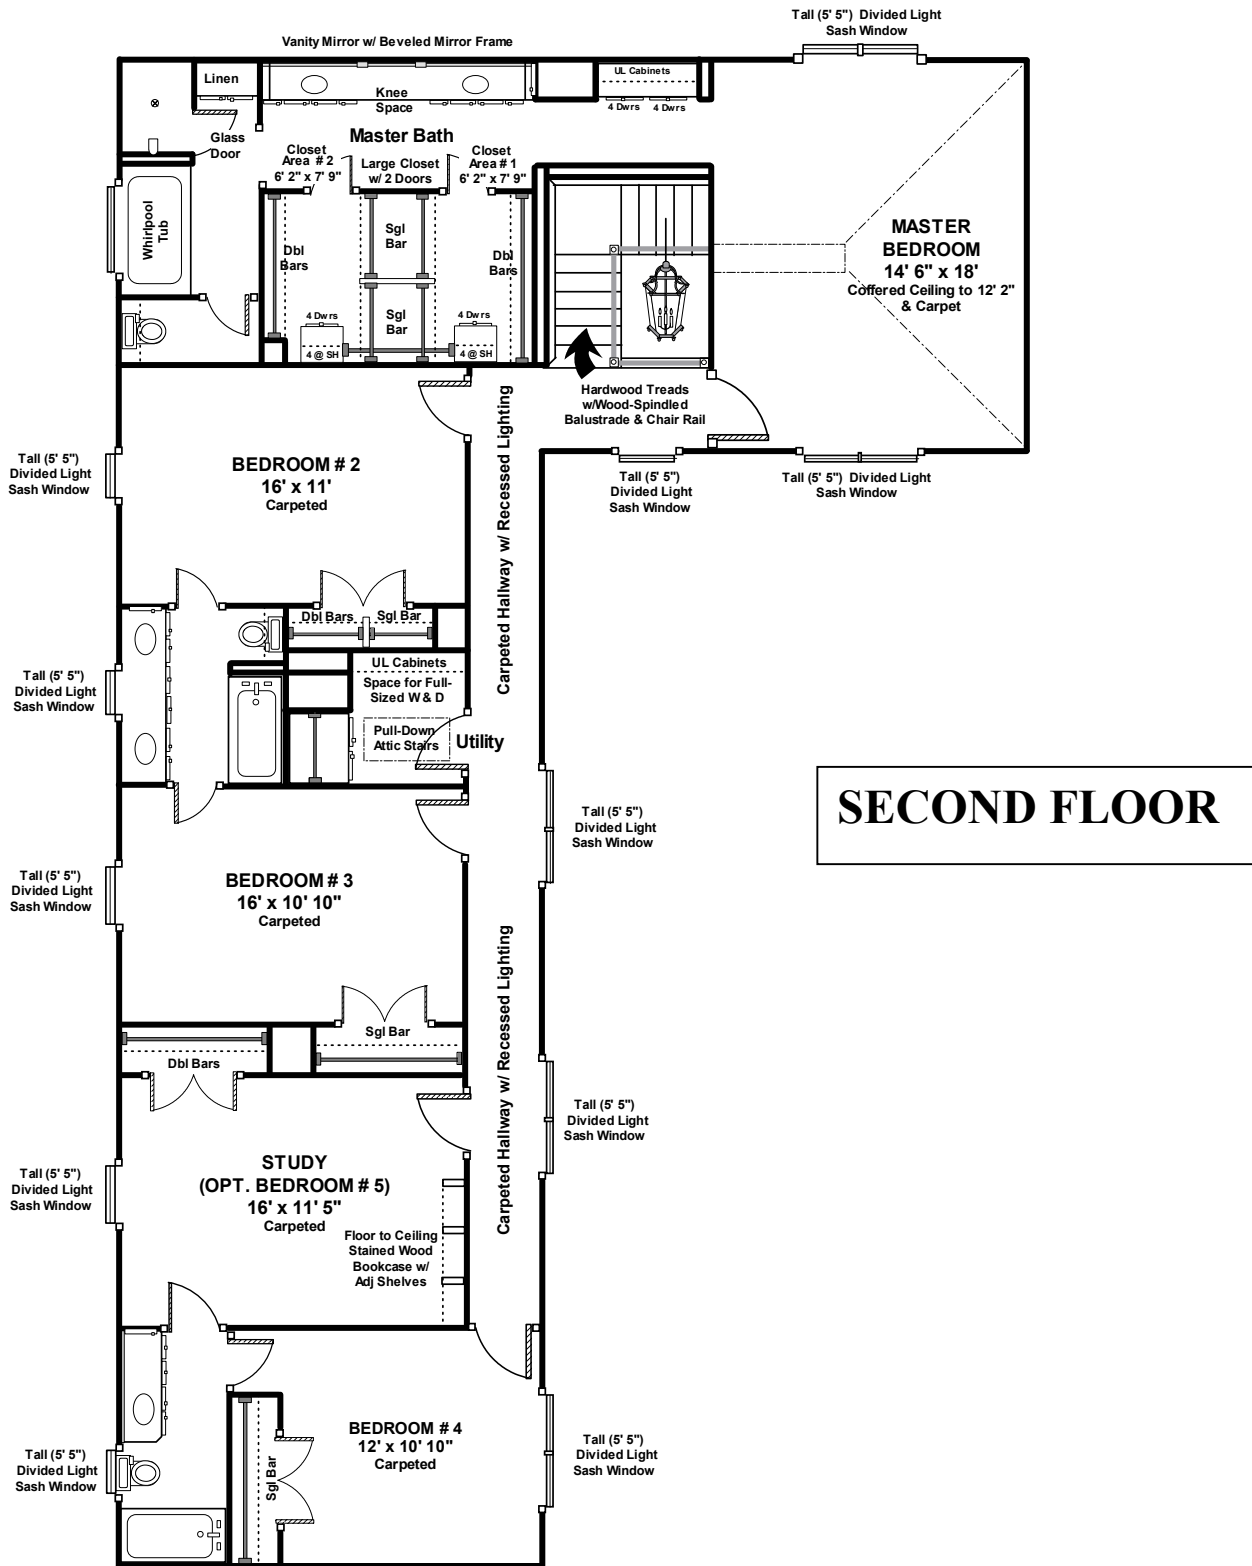 Tall (5' 5") Divided Light
Sash Window
Vanity Mirror w/ Beveled Mirror Frame
Linen
UL Cabinets
Knee
Space
4 Dwrs
4 Dwrs
Glass
Door
Master Bath
Closet
Area # 2
6' 2" x 7' 9"
Large Closet
w/ 2 Doors
Closet
Area # 1
6' 2" x 7' 9"
Whirlpool
Tub
Dbl
Bars
Sgl
Bar
Dbl
Bars
Sgl
Bar
4 Dwrs
4 @ SH
4 Dwrs
4 @ SH
MASTER
BEDROOM
14' 6" x 18'
Coffered Ceiling to 12' 2"
& Carpet
Hardwood Treads
w/Wood-Spindled
Balustrade & Chair Rail
Tall (5' 5")
Divided Light
Sash Window
BEDROOM # 2
16' x 11'
Carpeted
Carpeted Hallway w/ Recessed Lighting
Tall (5' 5")
Divided Light
Sash Window
Tall (5' 5") Divided Light
Sash Window
Dbl Bars
Sgl Bar
Tall (5' 5")
Divided Light
Sash Window
UL Cabinets
Space for Full-
Sized W & D
Pull-Down
Attic Stairs
Utility
SECOND FLOOR
Tall (5' 5")
Divided Light
Sash Window
Tall (5' 5")
Divided Light
Sash Window
BEDROOM # 3
16' x 10' 10"
Carpeted
Carpeted Hallway w/ Recessed Lighting
Sgl Bar
Dbl Bars
Tall (5' 5")
Divided Light
Sash Window
Tall (5' 5")
Divided Light
Sash Window
STUDY
(OPT. BEDROOM # 5)
16' x 11' 5"
Carpeted
Floor to Ceiling
Stained Wood
Bookcase w/
Adj Shelves
BEDROOM # 4
12' x 10' 10"
Carpeted
Sgl Bar
Tall (5' 5")
Divided Light
Sash Window
Tall (5' 5")
Divided Light
Sash Window